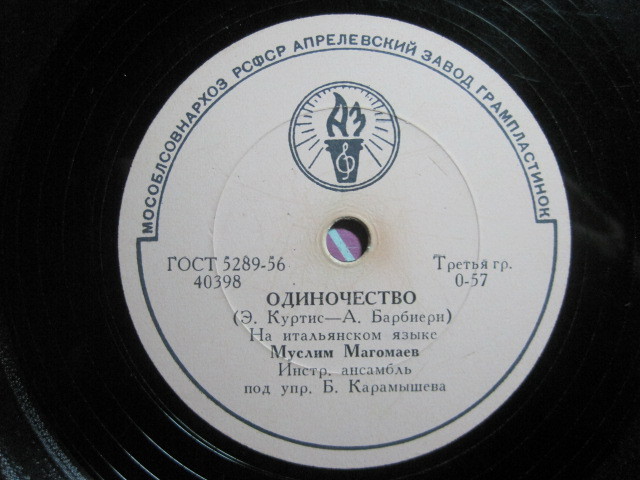 МОСОБЛСОВНАРХОЗ РСФСР АПРЕЛЕВСКИЙ ЗАВОД ГРАМПЛАСТИНОК
АЗ
ГОСТ 5289-56
40398
Третья гр.
0-57
ОДИНОЧЕСТВО
(Э. Куртис—А. Барбиери)
На итальянском языке
Муслим Магомаев
Инстр. ансамбль
под упр. Б. Карамышева